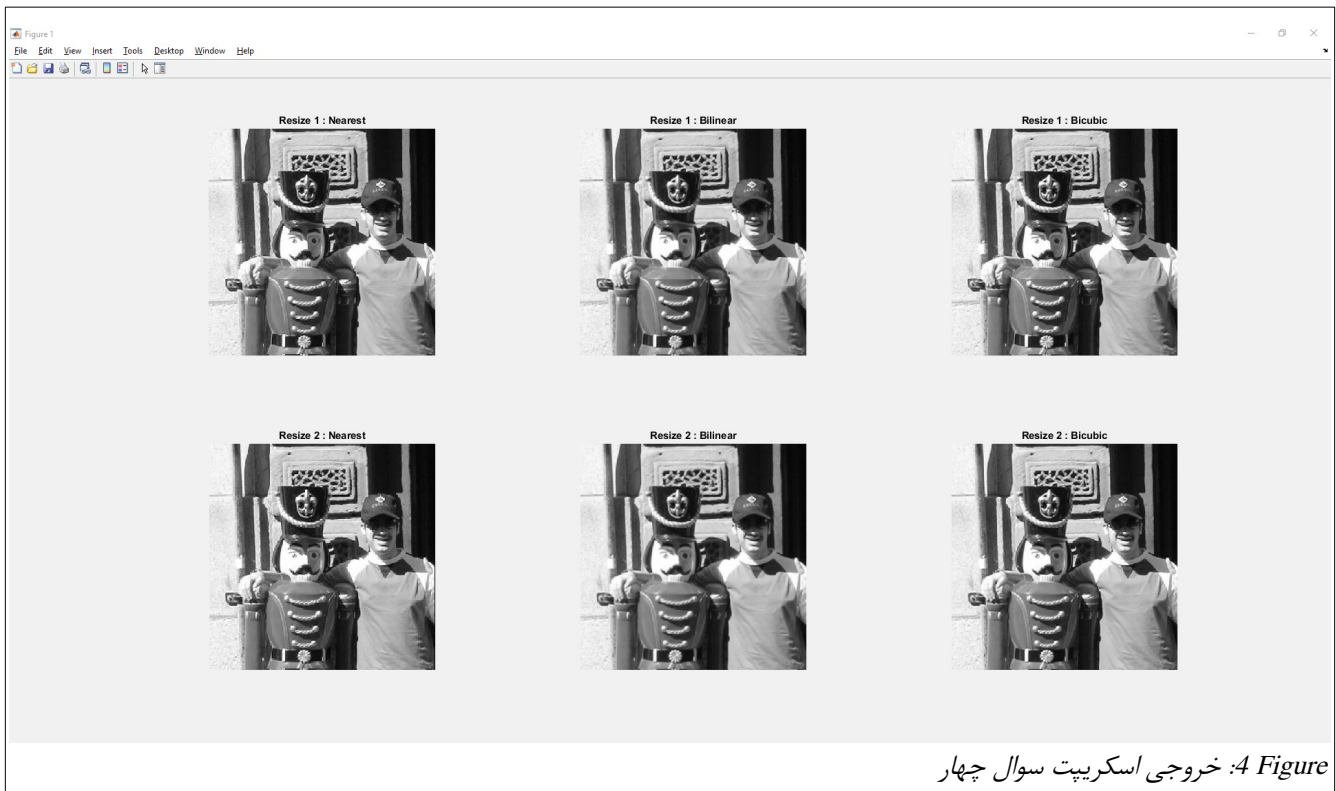 Figure 1
File Edit View Insert Tools Desktop Window Help
Resize 1 : Nearest
Resize 1 : Bilinear
Resize 1 : Bicubic
Resize 2 : Nearest
Resize 2 : Bilinear
Resize 2 : Bicubic
Figure 4: خروجی اسکریپت سوال چهار